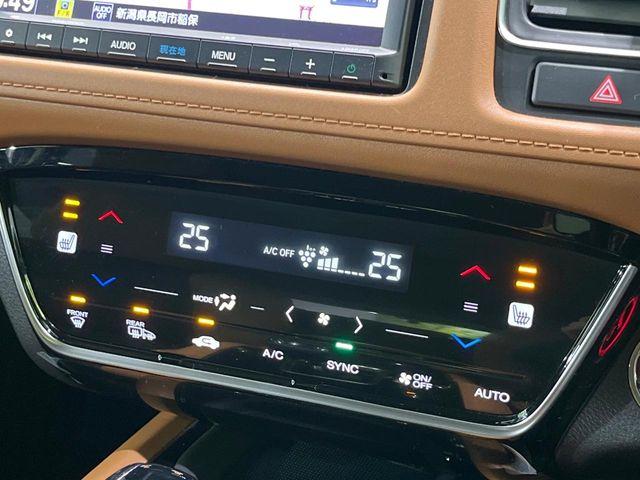 :49
AUDIO OFF
新潟県長岡市稲保
AUDIO
現在地
MENU
−
+
25
A/C OFF
25
MODE
FRONT
REAR
A/C
SYNC
ON/OFF
AUTO